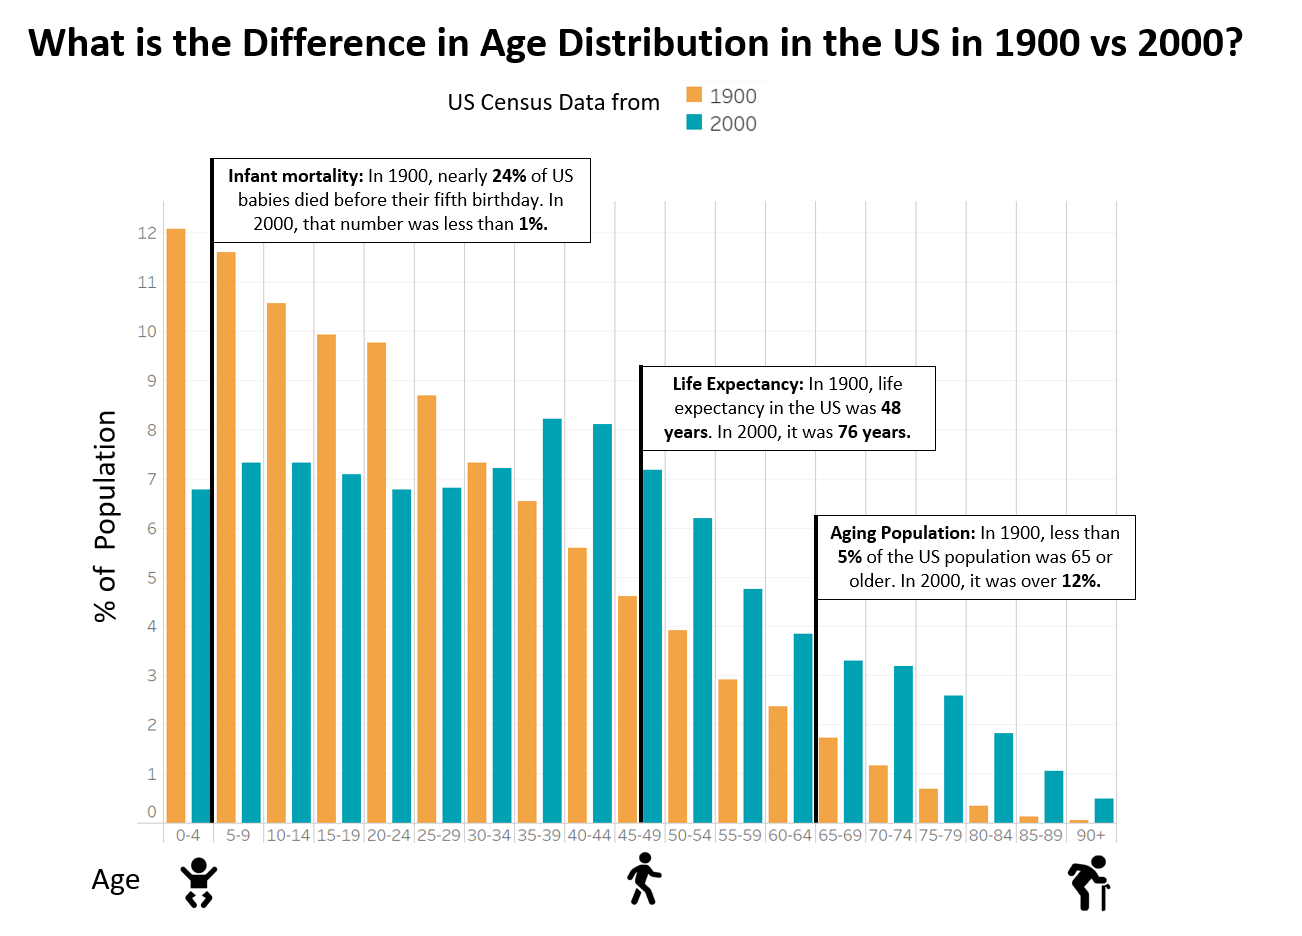 What is the Difference in Age Distribution in the US in 1900 vs 2000?
US Census Data from
1900
2000
Infant mortality: In 1900, nearly 24% of US
babies died before their fifth birthday. In
2000, that number was less than 1%.
Life Expectancy: In 1900, life
expectancy in the US was 48
years. In 2000, it was 76 years.
Aging Population: In 1900, less than
5% of the US population was 65 or
older. In 2000, it was over 12%.
% of Population
12
11
10
9
8
7
6
5
4
3
2
1
0
0-4 5-9 10-14 15-19 20-24 25-29 30-34 35-39 40-44 45-49 50-54 55-59 60-64 65-69 70-74 75-79 80-84 85-89 90+
Age